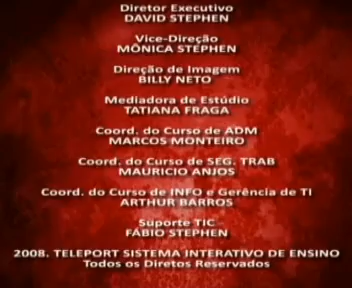 Diretor Executivo
DAVID STEPHEN
Vice-Direção
MÔNICA STEPHEN
Direção de Imagem
BILLY NETO
Mediadora de Estúdio
TATIANA FRAGA
Coord. do Curso de ADM
MARCOS MONTEIRO
Coord. do Curso de SEG. TRAB
MAURICIO ANJOS
Coord. do Curso de INFO e Gerência de TI
ARTHUR BARROS
Suporte TIC
FÁBIO STEPHEN
2008. TELEPORT SISTEMA INTERATIVO DE ENSINO
Todos os Diretos Reservados